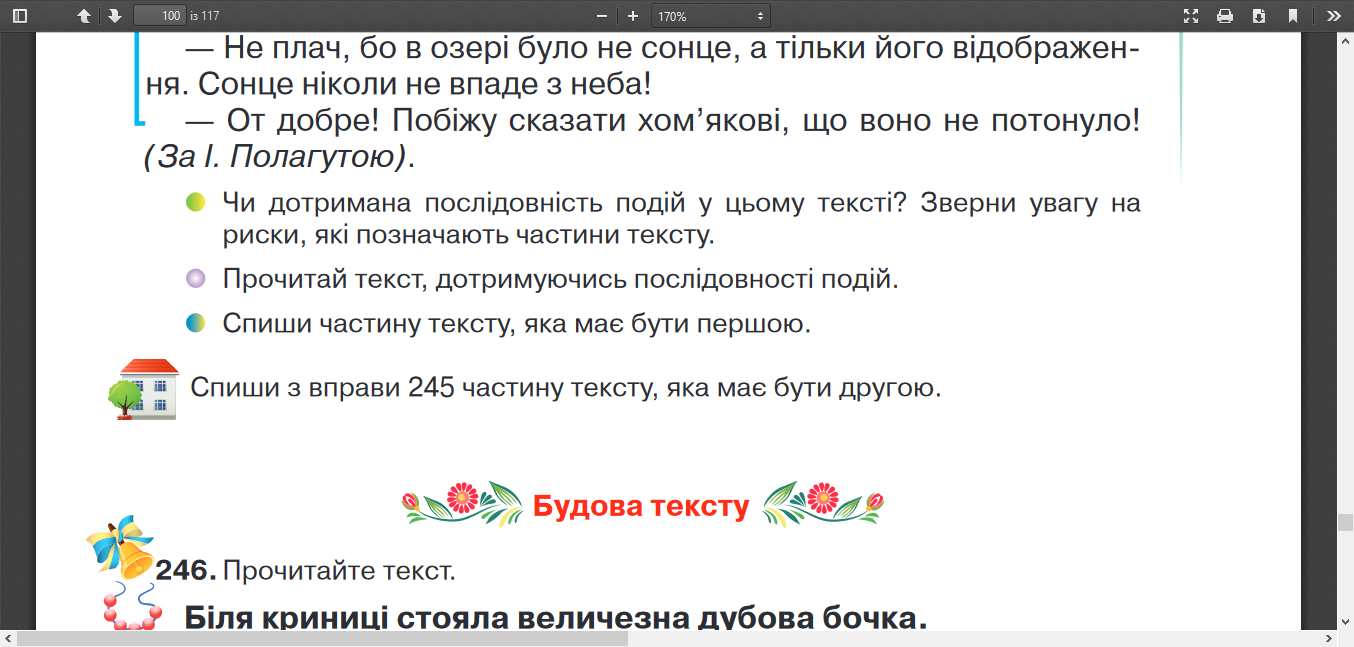 100 із 117
170%
— Не плач, бо в озері було не сонце, а тільки його відображен-
ня. Сонце ніколи не впаде з неба!
— От добре! Побіжу сказати хом’якові, що воно не потонуло!
(За І. Полагутою).
Чи дотримана послідовність подій у цьому тексті? Зверни увагу на
риски, які позначають частини тексту.
Прочитай текст, дотримуючись послідовності подій.
Спиши частину тексту, яка має бути першою.
Спиши з вправи 245 частину тексту, яка має бути другою.
Будова тексту
246. Прочитайте текст.
Біля криниці стояла величезна дубова бочка.